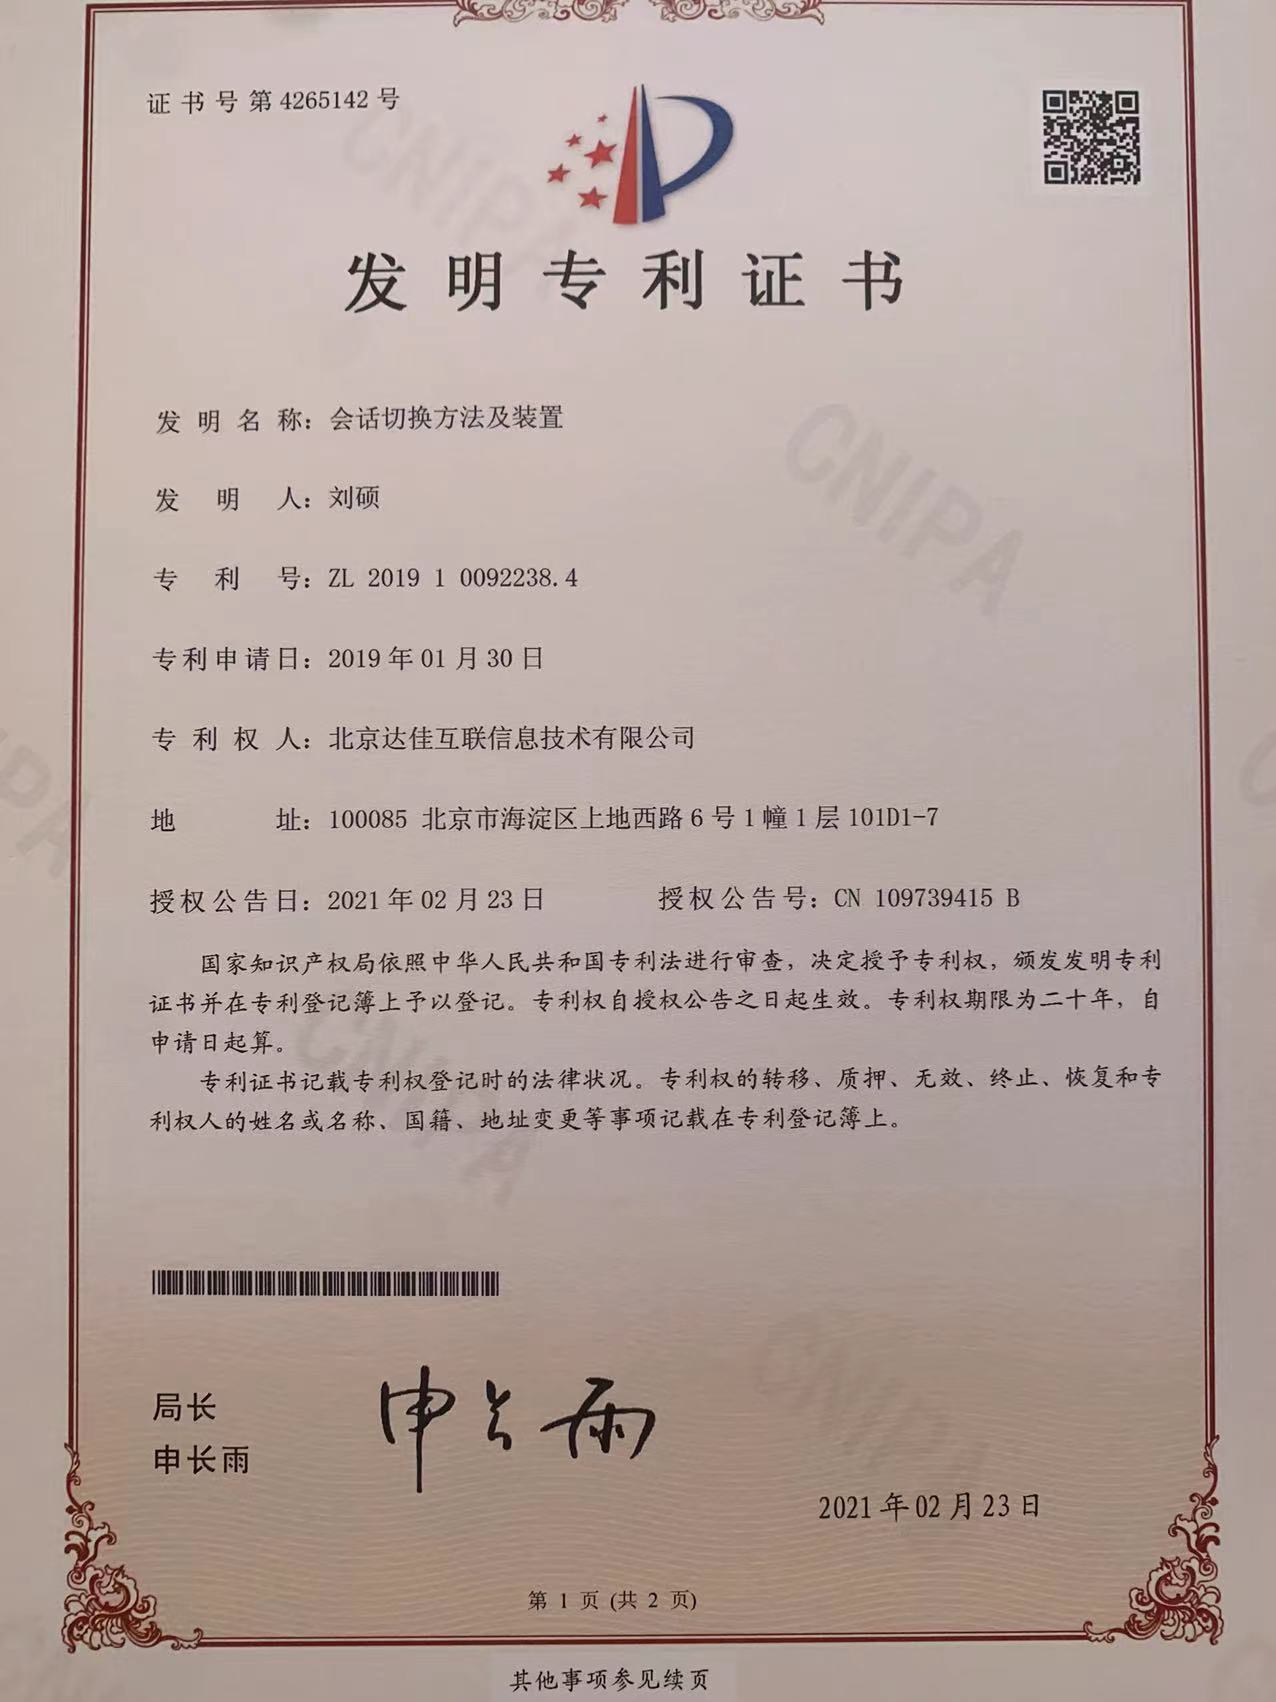 证书号第4265142号
发明专利证书
发明名称：会话切换方法及装置
发明人：刘硕
专利号：ZL 2019 1 0092238.4
专利申请日：2019年01月30日
专利权人：北京达佳互联信息技术有限公司
地址：100085 北京市海淀区上地西路6号1幢1层101D1-7
授权公告日：2021年02月23日 授权公告号：CN 109739415 B
国家知识产权局依照中华人民共和国专利法进行审查，决定授予专利权，颁发发明专利
证书并在专利登记簿上予以登记。专利权自授权公告之日起生效。专利权期限为二十年，自
申请日起算。
专利证书记载专利权登记时的法律状况。专利权的转移、质押、无效、终止、恢复和专
利权人的姓名或名称、国籍、地址变更等事项记载在专利登记簿上。
局长
申长雨
申长雨
2021年02月23日
第 1 页 (共 2 页)
其他事项参见续页
CNIPA
CNIPA
CNIPA
CNIPA